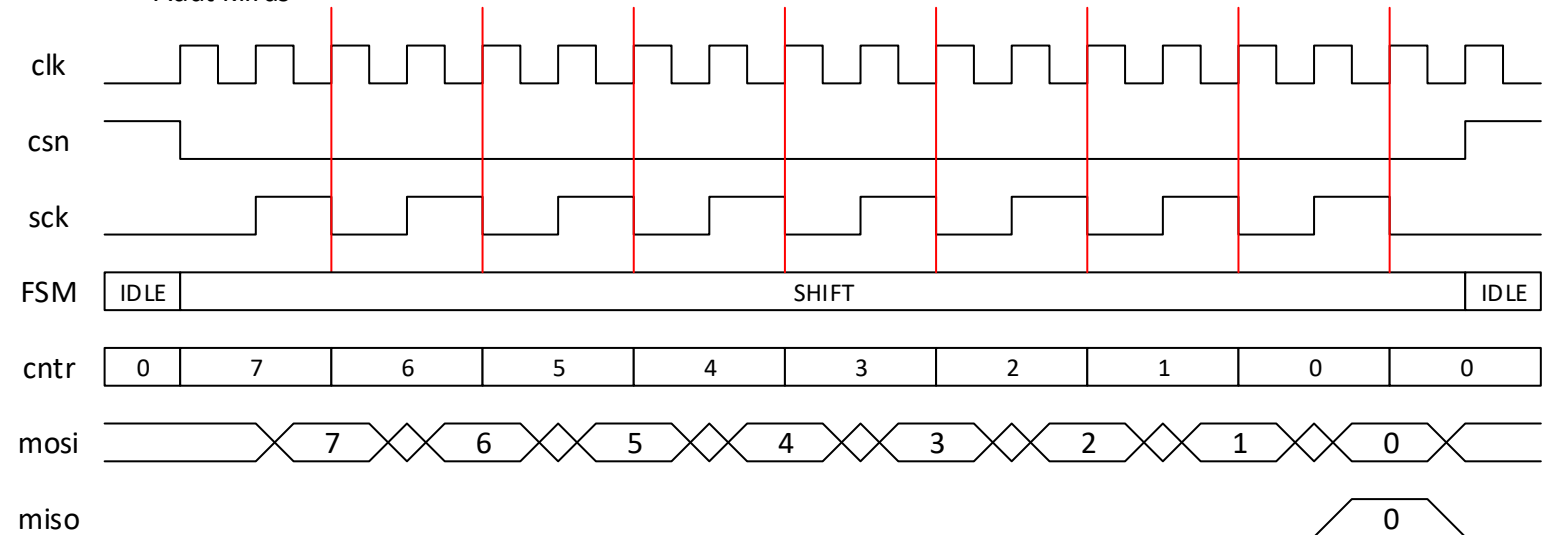 clk
csn
sck
FSM IDLE SHIFT IDLE
cntr 0 7 6 5 4 3 2 1 0 0
mosi 7 6 5 4 3 2 1 0
miso 0